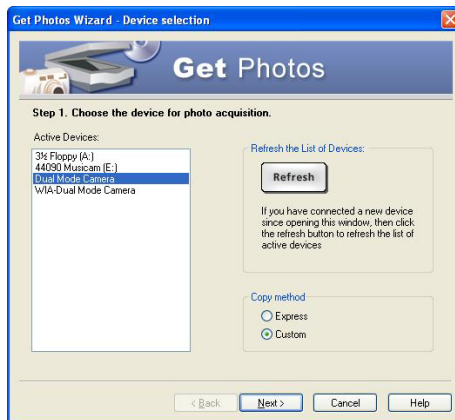 Get Photos Wizard - Device selection
Get Photos
Step 1. Choose the device for photo acquisition.
Active Devices:
3½ Floppy (A:)
44090 Musicam (E:)
Dual Mode Camera
WIA-Dual Mode Camera
Refresh the List of Devices:
Refresh
If you have connected a new device
since opening this window, then click
the refresh button to refresh the list of
active devices
Copy method
Express
Custom
< Back
Next >
Cancel
Help